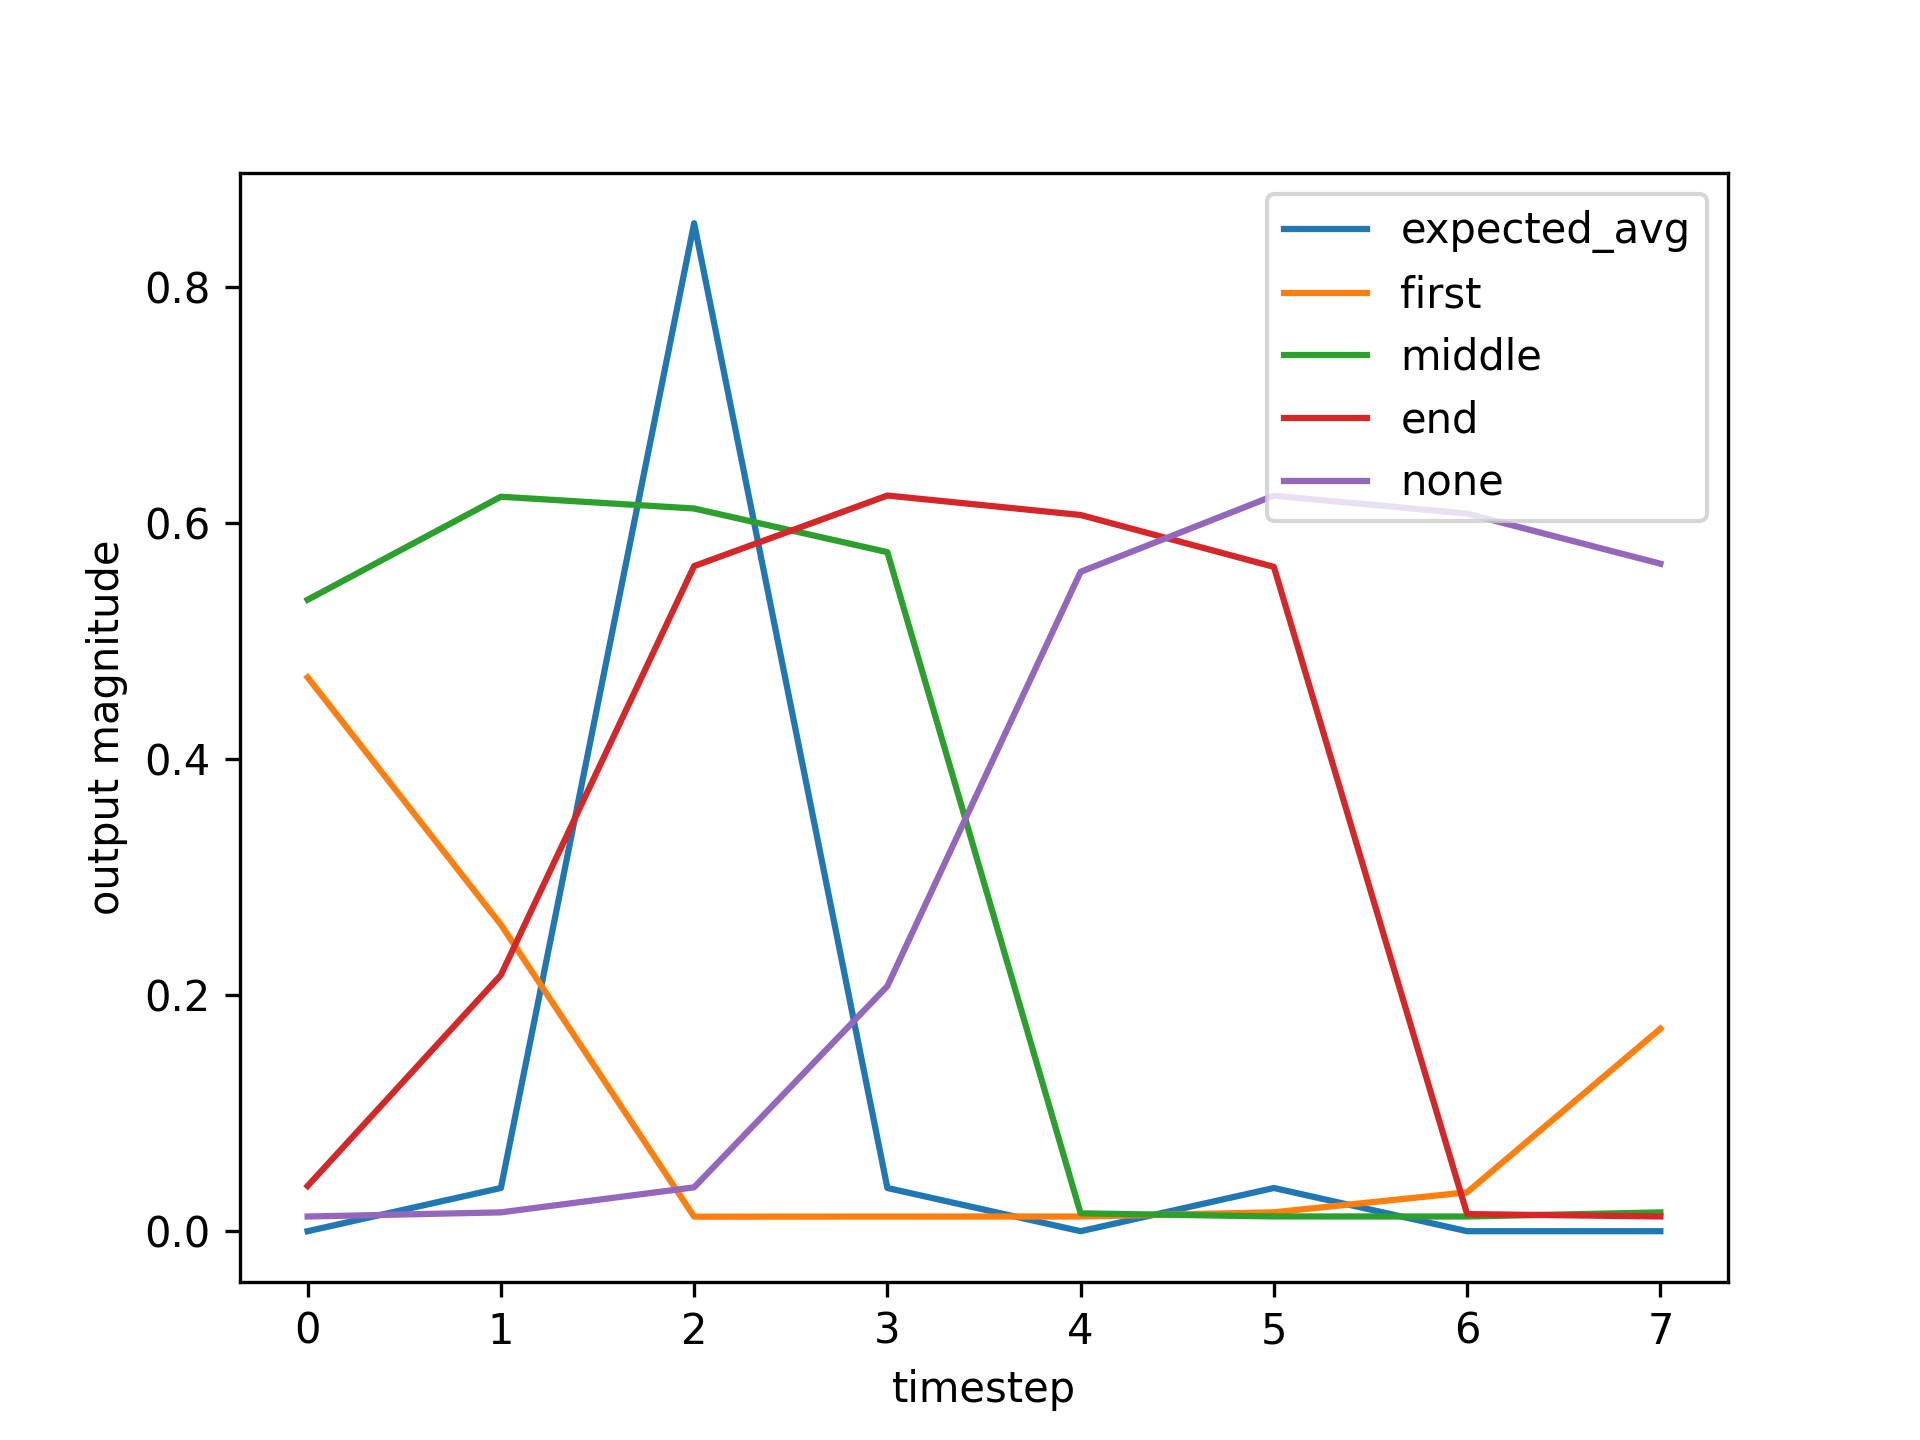 output magnitude
0.8
0.6
0.4
0.2
0.0
0 1 2 3 4 5 6 7
timestep
expected_avg
first
middle
end
none